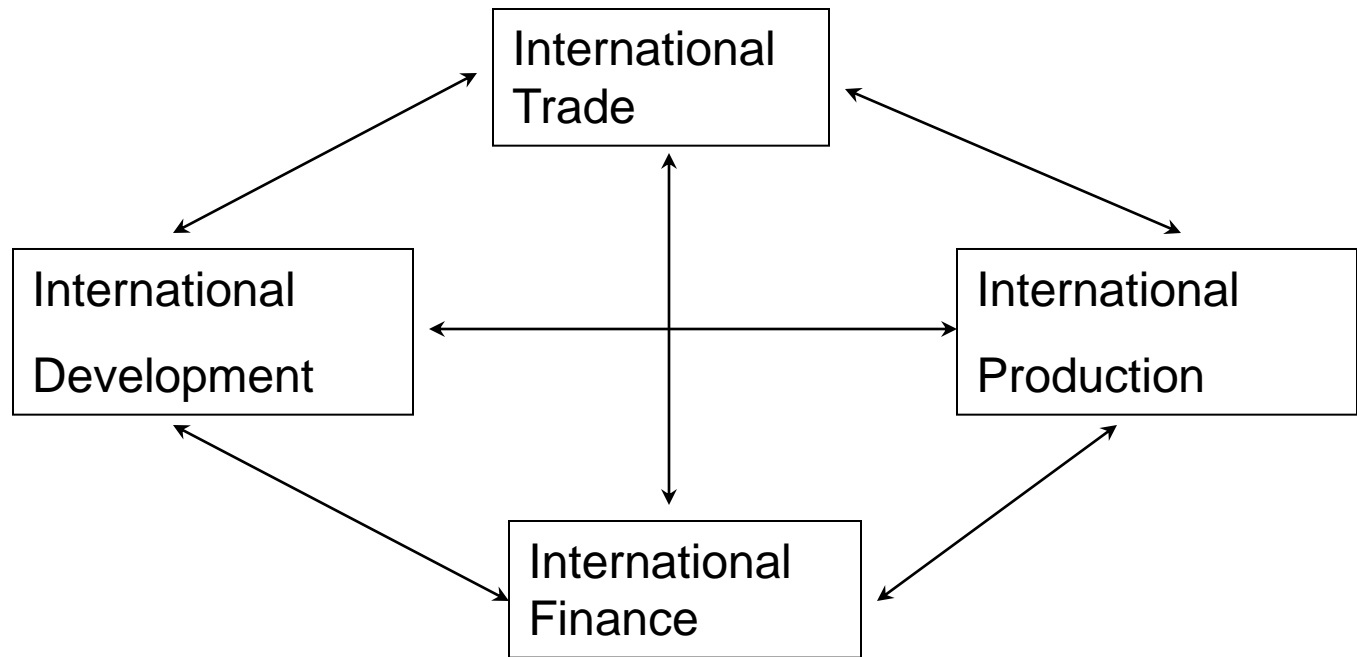 International
Trade
International
Development
International
Production
International
Finance